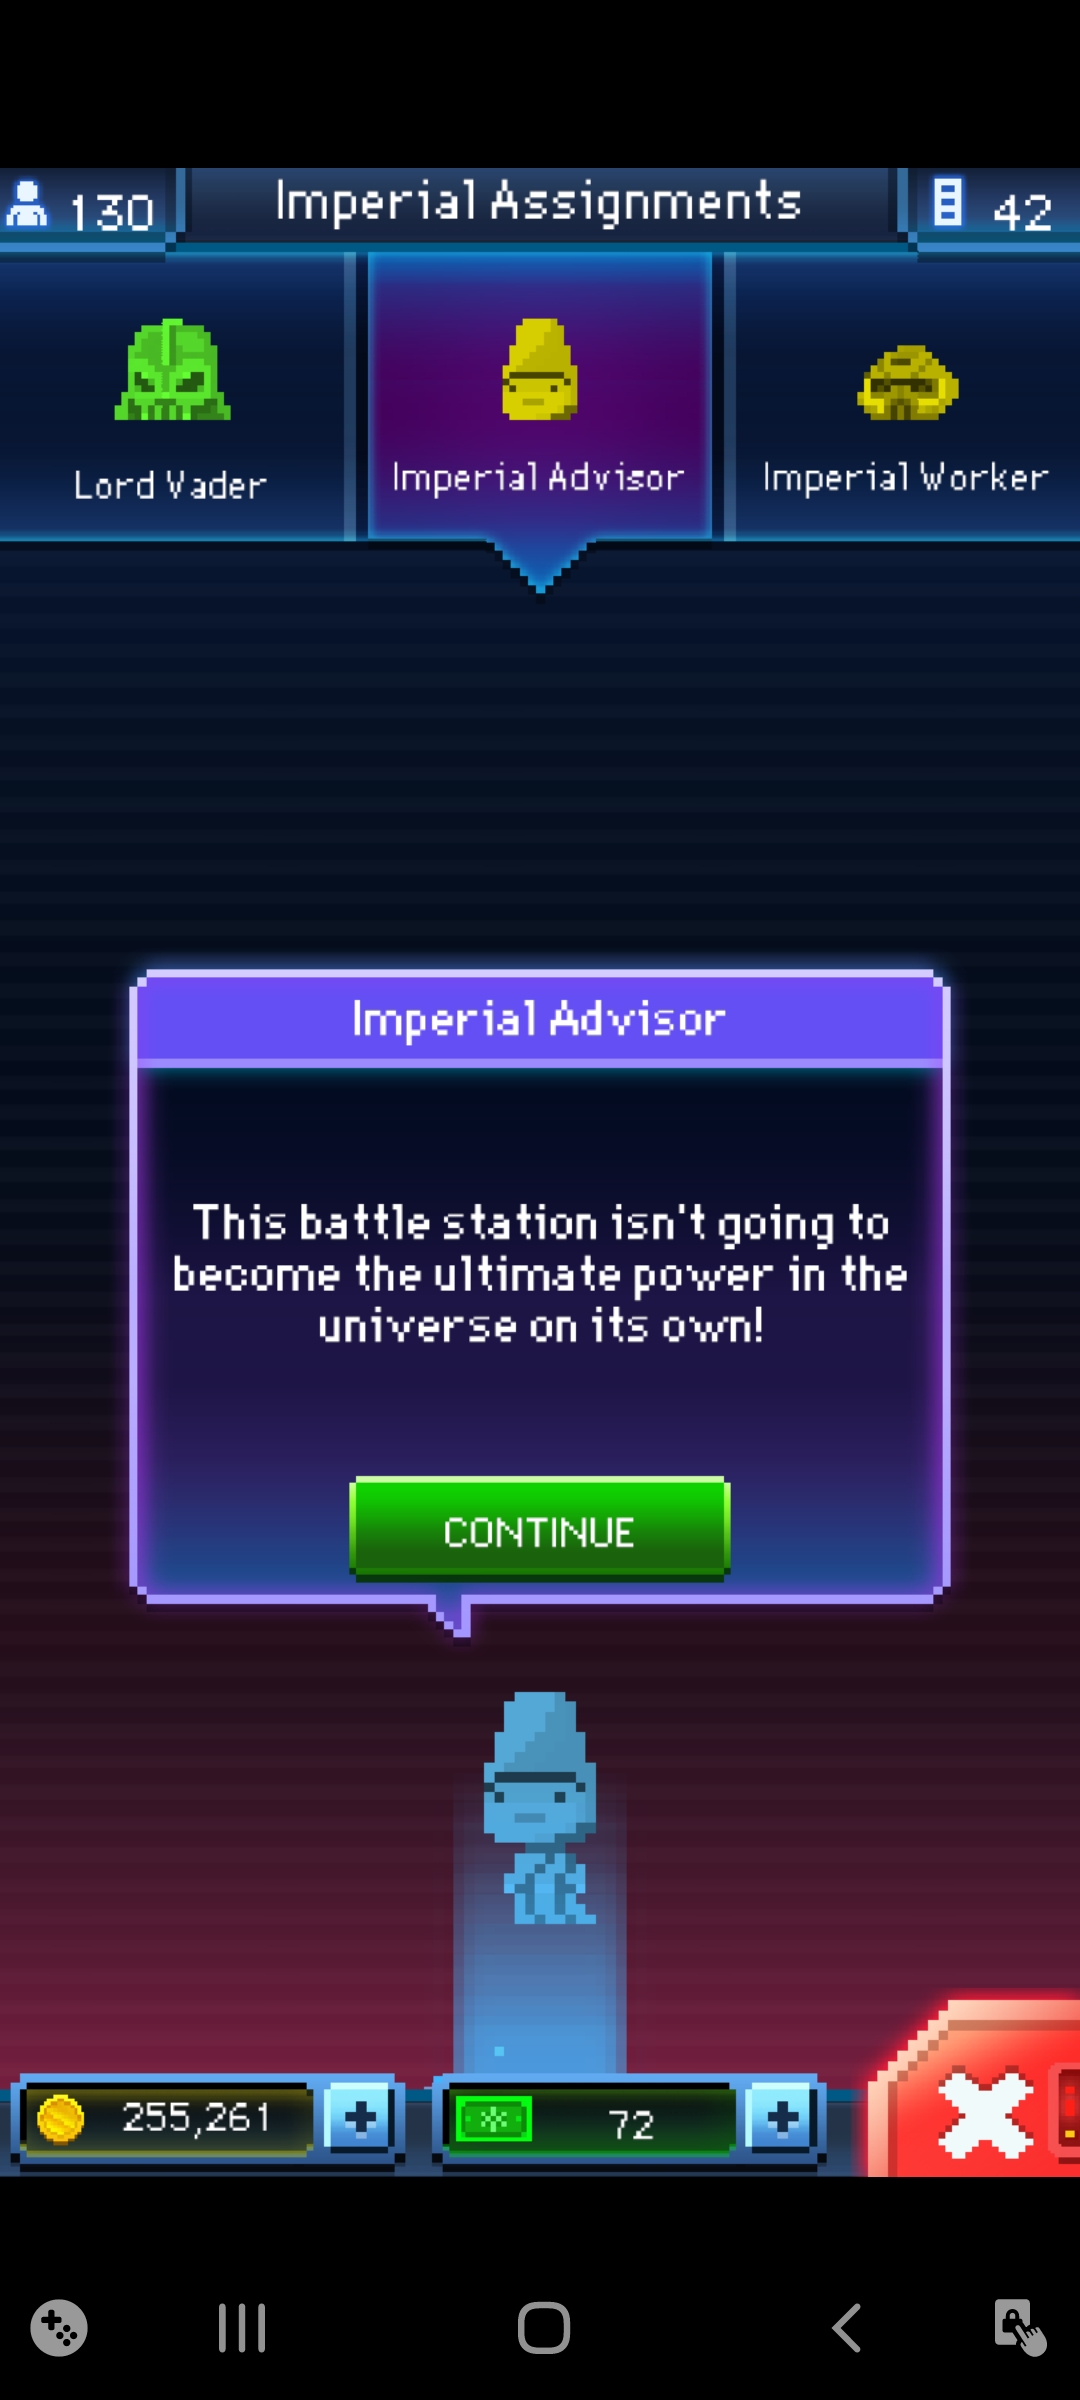 130
Imperial Assignments
42
Lord Vader
Imperial Advisor
Imperial Worker
Imperial Advisor
This battle station isn't going to
become the ultimate power in the
universe on its own!
CONTINUE
255,261
72